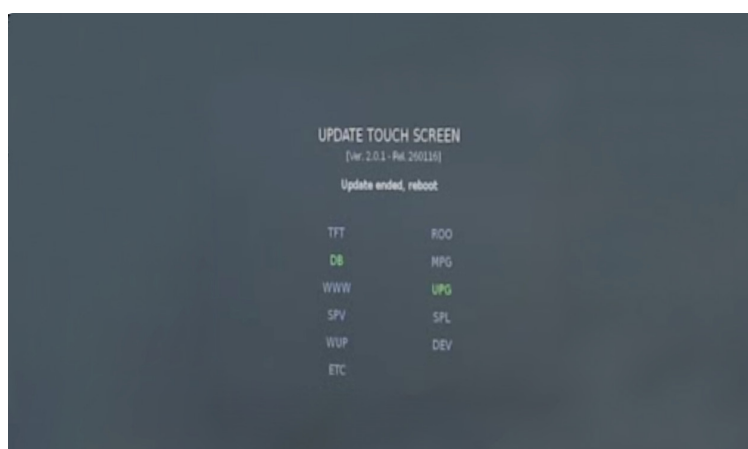 UPDATE TOUCH SCREEN
[Ver. 2.0.1 - Rel. 260116]
Update ended, reboot
TFT
DB
WWW
SPV
WUP
ETC
ROO
MPG
UPG
SPL
DEV